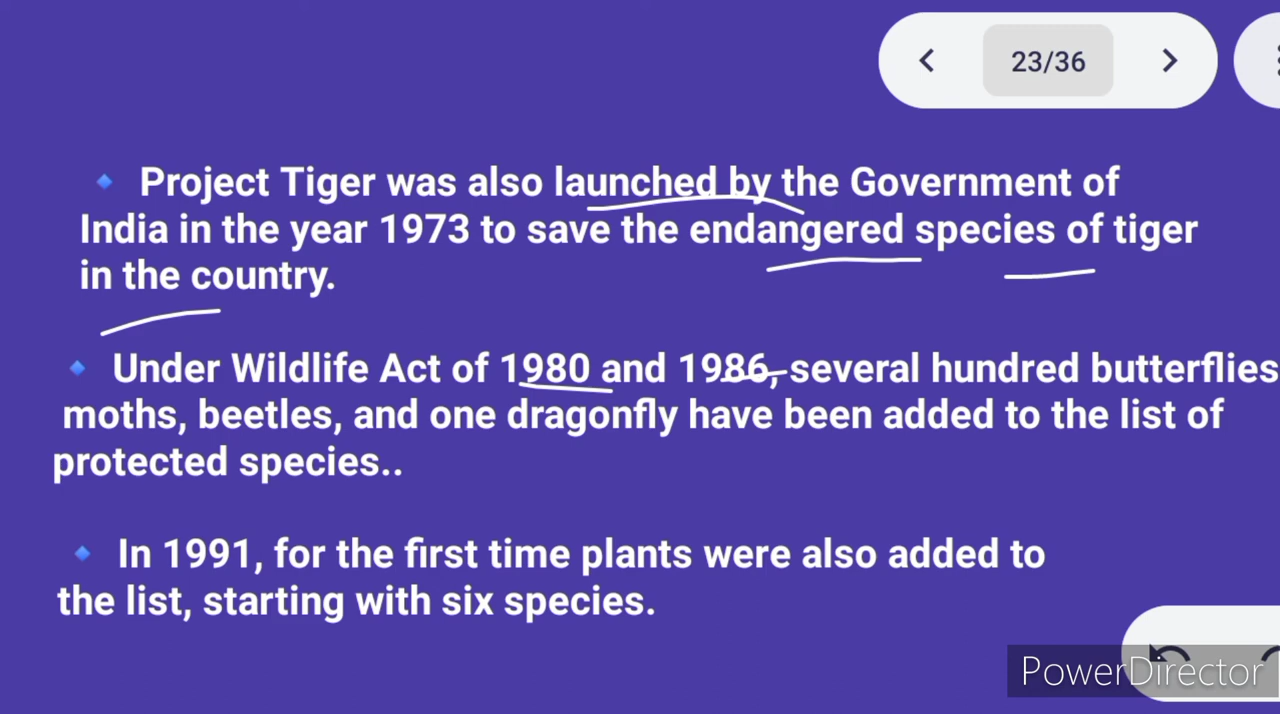 23/36
Project Tiger was also launched by the Government of
India in the year 1973 to save the endangered species of tiger
in the country.
Under Wildlife Act of 1980 and 1986, several hundred butterflies
moths, beetles, and one dragonfly have been added to the list of
protected species..
In 1991, for the first time plants were also added to
the list, starting with six species.
PowerDirector